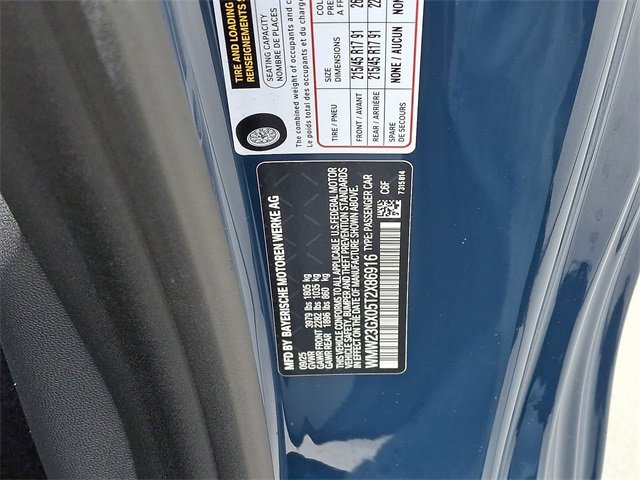 TIRE AND LOADING
RENSEIGNEMENTS S
SEATING CAPACITY
NOMBRE DE PLACES
The combined weight of occupants and c
Le poids total des occupants et du charge
TIRE / PNEU
SIZE
DIMENSIONS
FRONT / AVANT
215/45 R17 91
REAR / ARRIÈRE
215/45 R17 91
SPARE
DE SECOURS
NONE / AUCUN
MFD BY BAYERISCHE MOTOREN WERKE AG
09/25
GVWR 3979 lbs 1805 kg
GAWR FRONT 2282 lbs 1035 kg
GAWR REAR 1896 lbs 860 kg
THIS VEHICLE CONFORMS TO ALL APPLICABLE U.S. FEDERAL MOTOR
VEHICLE SAFETY, BUMPER, AND THEFT PREVENTION STANDARDS
IN EFFECT ON THE DATE OF MANUFACTURE SHOWN ABOVE.
WMW23GX05T2X86916 TYPE: PASSENGER CAR
C6F
7315814